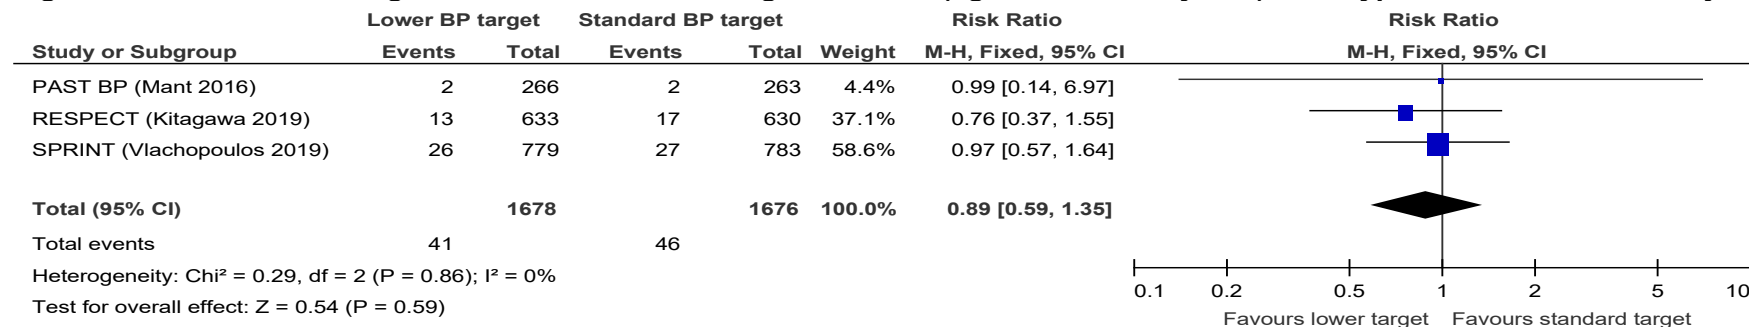 Lower BP target Standard BP target Risk Ratio Risk Ratio
Study or Subgroup Events Total Events Total Weight M-H, Fixed, 95% CI M-H, Fixed, 95% CI
PAST BP (Mant 2016) 2 266 2 263 4.4% 0.99 [0.14, 6.97]
RESPECT (Kitagawa 2019) 13 633 17 630 37.1% 0.76 [0.37, 1.55]
SPRINT (Vlachopoulos 2019) 26 779 27 783 58.6% 0.97 [0.57, 1.64]
Total (95% CI) 1678 1676 100.0% 0.89 [0.59, 1.35]
Total events 41 46
Heterogeneity: Chi² = 0.29, df = 2 (P = 0.86); I² = 0%
Test for overall effect: Z = 0.54 (P = 0.59)
0.1 0.2 0.5 1 2 5 10
Favours lower target Favours standard target